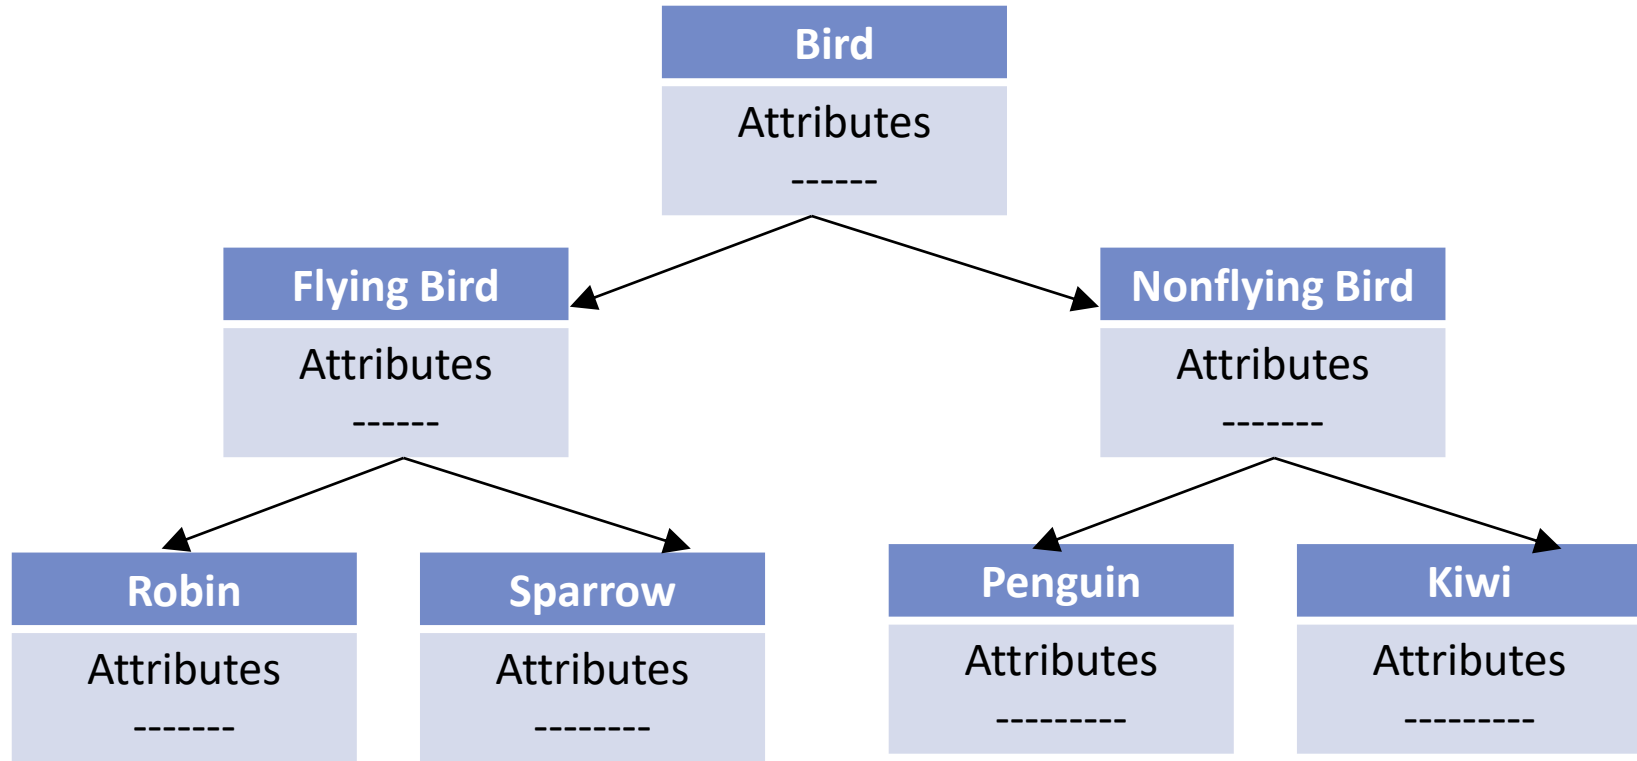 Bird
Attributes
------
Flying Bird
Attributes
------
Nonflying Bird
Attributes
-------
Robin
Attributes
-------
Sparrow
Attributes
--------
Penguin
Attributes
---------
Kiwi
Attributes
---------